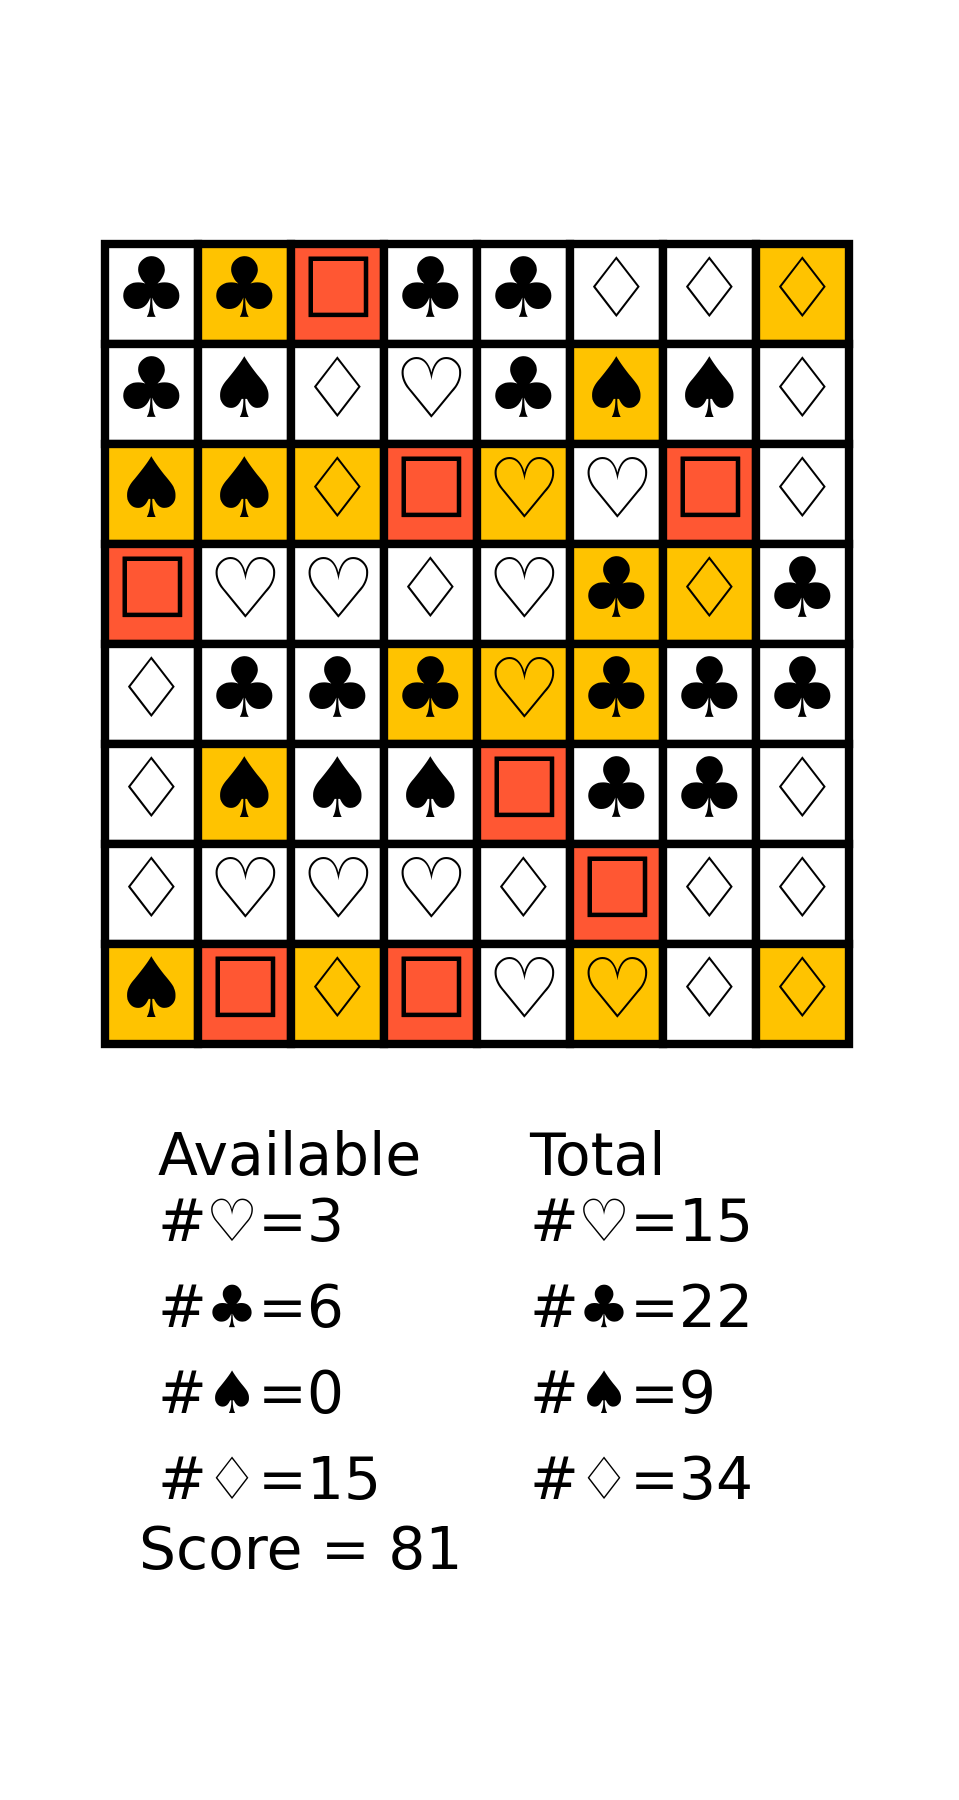 ♣ ♣ □ ♣ ♣ ♢ ♢ ♢
♣ ♠ ♢ ♡ ♣ ♠ ♠ ♢
♠ ♠ ♢ □ ♡ ♡ □ ♢
□ ♡ ♡ ♢ ♡ ♣ ♢ ♣
♢ ♣ ♣ ♣ ♡ ♣ ♣ ♣
♢ ♠ ♠ ♠ □ ♣ ♣ ♢
♢ ♡ ♡ ♡ ♢ □ ♢ ♢
♠ □ ♢ □ ♡ ♡ ♢ ♢
Available Total
#♡=3 #♡=15
#♣=6 #♣=22
#♠=0 #♠=9
#♢=15 #♢=34
Score = 81